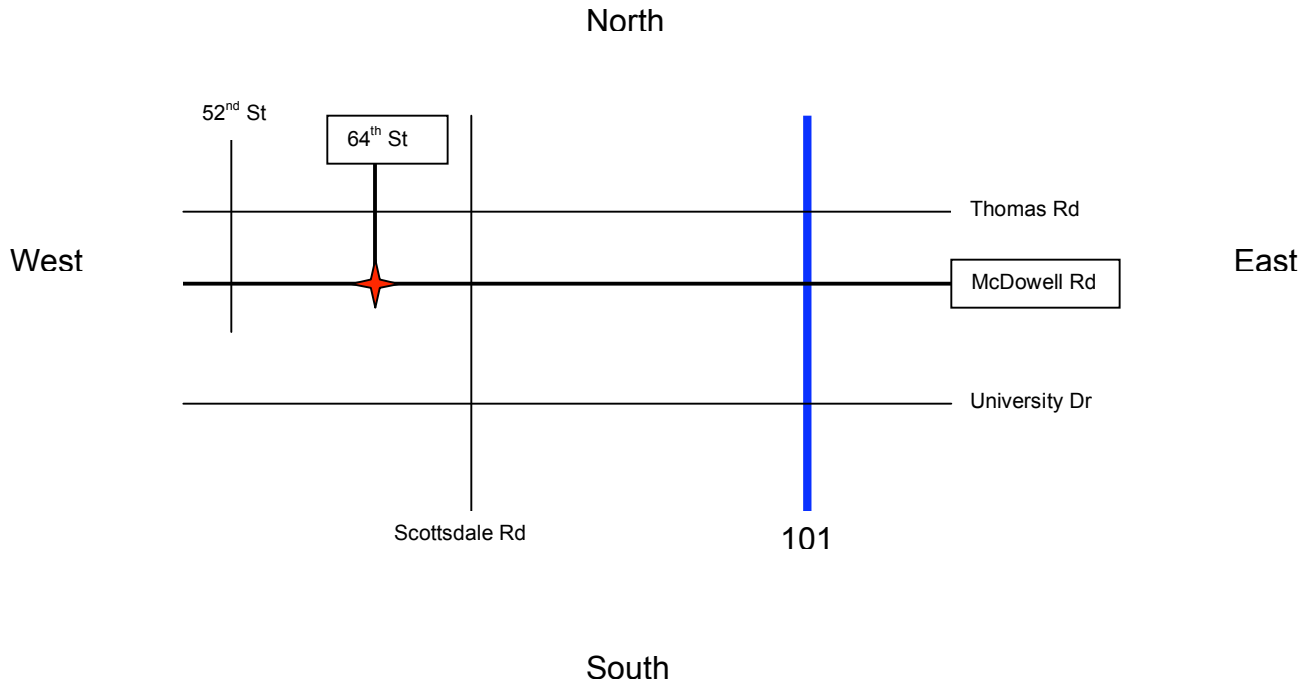 North
52nd St
64th St
Thomas Rd
West
East
McDowell Rd
University Dr
Scottsdale Rd
101
South